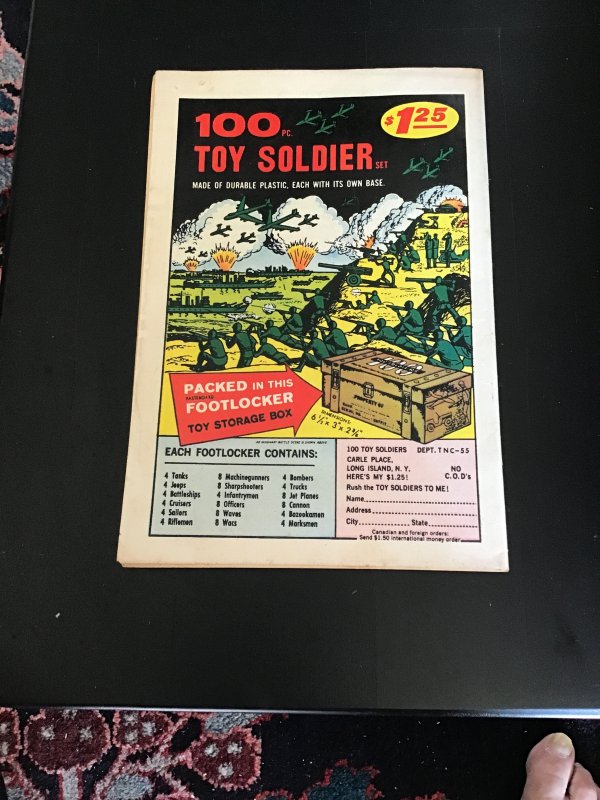 100 PC.
$1.25
TOY SOLDIER SET
MADE OF DURABLE PLASTIC, EACH WITH ITS OWN BASE.
PACKED IN THIS
FOOTLOCKER
TOY STORAGE BOX
PROPERTY OF
DIMENSIONS
EACH FOOTLOCKER CONTAINS:
4 Tanks
4 Jeeps
4 Battleships
4 Cruisers
4 Sailors
4 Riflemen
8 Machinegunners
8 Sharpshooters
4 Infantrymen
8 Officers
8 Waves
8 Wacs
4 Bombers
4 Trucks
8 Jet Planes
8 Cannon
4 Bazookamen
4 Marksmen
100 TOY SOLDIERS DEPT. TNC-55
CARLE PLACE,
LONG ISLAND, N. Y. NO
HERE'S MY $1.25! C.O.D's
Rush the TOY SOLDIERS TO ME!
Name
Address
City State
Canadian and foreign orders:
Send $1.50 international money order